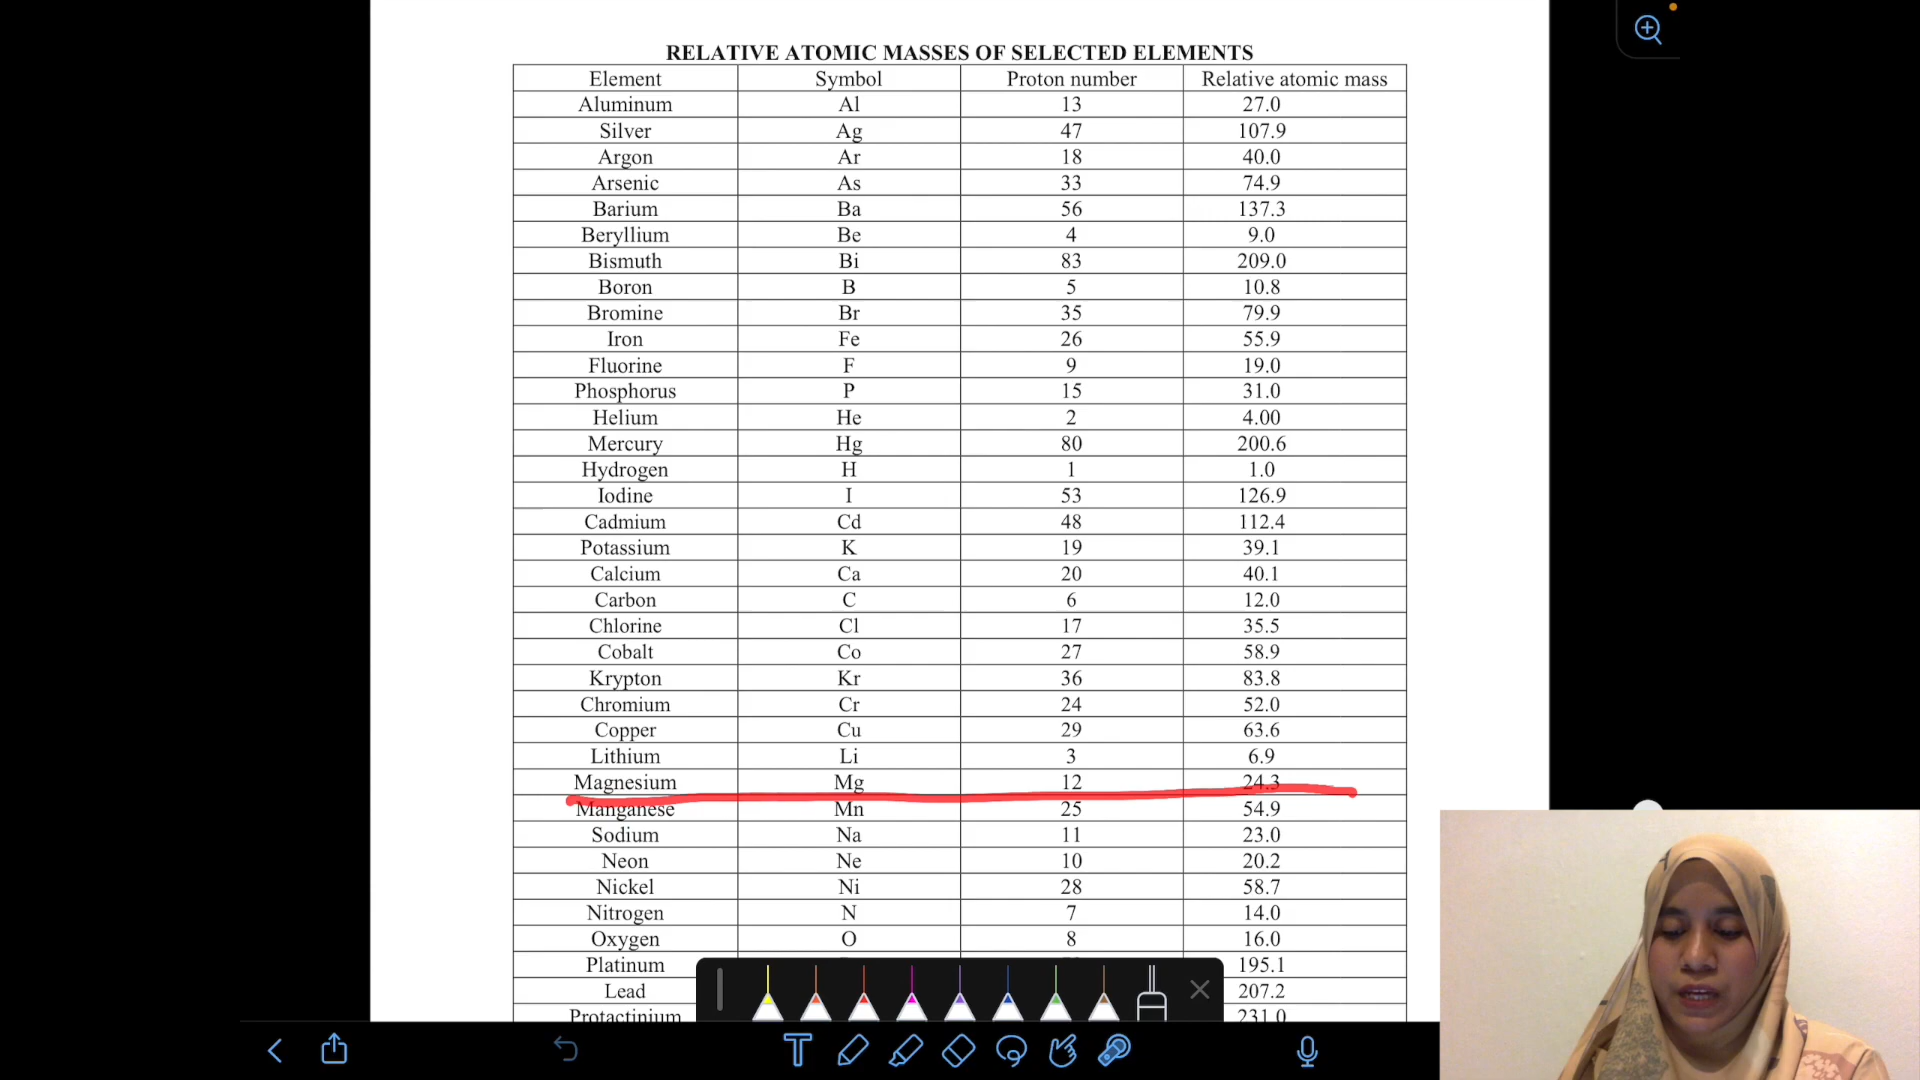 RELATIVE ATOMIC MASSES OF SELECTED ELEMENTS
Element Symbol Proton number Relative atomic mass
Aluminum Al 13 27.0
Silver Ag 47 107.9
Argon Ar 18 40.0
Arsenic As 33 74.9
Barium Ba 56 137.3
Beryllium Be 4 9.0
Bismuth Bi 83 209.0
Boron B 5 10.8
Bromine Br 35 79.9
Iron Fe 26 55.9
Fluorine F 9 19.0
Phosphorus P 15 31.0
Helium He 2 4.00
Mercury Hg 80 200.6
Hydrogen H 1 1.0
Iodine I 53 126.9
Cadmium Cd 48 112.4
Potassium K 19 39.1
Calcium Ca 20 40.1
Carbon C 6 12.0
Chlorine Cl 17 35.5
Cobalt Co 27 58.9
Krypton Kr 36 83.8
Chromium Cr 24 52.0
Copper Cu 29 63.6
Lithium Li 3 6.9
Magnesium Mg 12 24.3
Manganese Mn 25 54.9
Sodium Na 11 23.0
Neon Ne 10 20.2
Nickel Ni 28 58.7
Nitrogen N 7 14.0
Oxygen O 8 16.0
Platinum 195.1
Lead 207.2
Protactinium 231.0
T